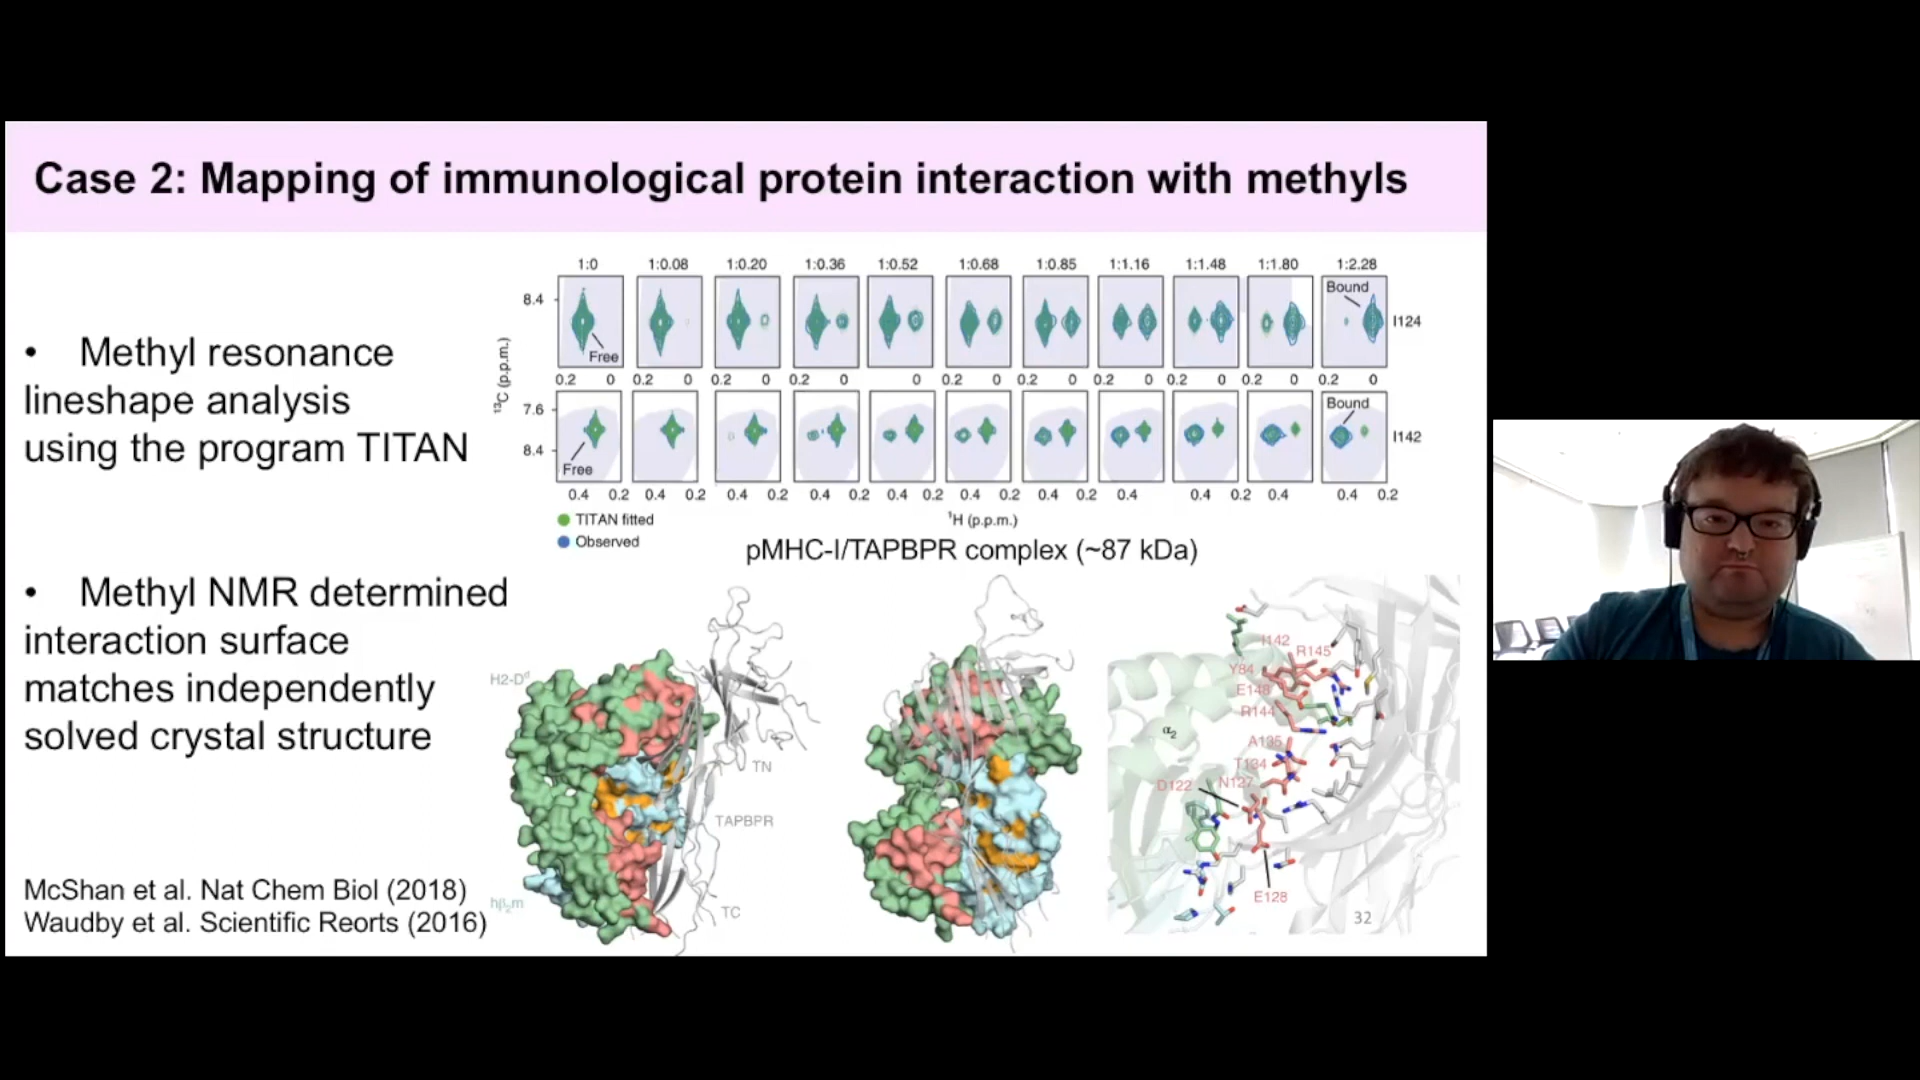 Case 2: Mapping of immunological protein interaction with methyls
• Methyl resonance
lineshape analysis
using the program TITAN
• Methyl NMR determined
interaction surface
matches independently
solved crystal structure
McShan et al. Nat Chem Biol (2018)
Waudby et al. Scientific Reorts (2016)
1:0 1:0.08 1:0.20 1:0.36 1:0.52 1:0.68 1:0.85 1:1.16 1:1.48 1:1.80 1:2.28
8.4
Free
Bound
I124
0.2 0 0.2 0 0.2 0 0.2 0 0 0.2 0 0.2 0 0.2 0 0.2 0 0.2 0 0.2 0
¹³C (p.p.m.)
7.6
8.4
Free
Bound
I142
0.4 0.2 0.4 0.2 0.4 0.2 0.4 0.2 0.4 0.2 0.4 0.2 0.4 0.2 0.4 0.4 0.2 0.4 0.4 0.2
TITAN fitted
Observed
¹H (p.p.m.)
pMHC-I/TAPBPR complex (~87 kDa)
H2-Dᵈ
TN
TAPBPR
TC
hβ₂m
I142
R145
Y84
E148
R144
α₂
A135
T134
D122
N127
E128
32